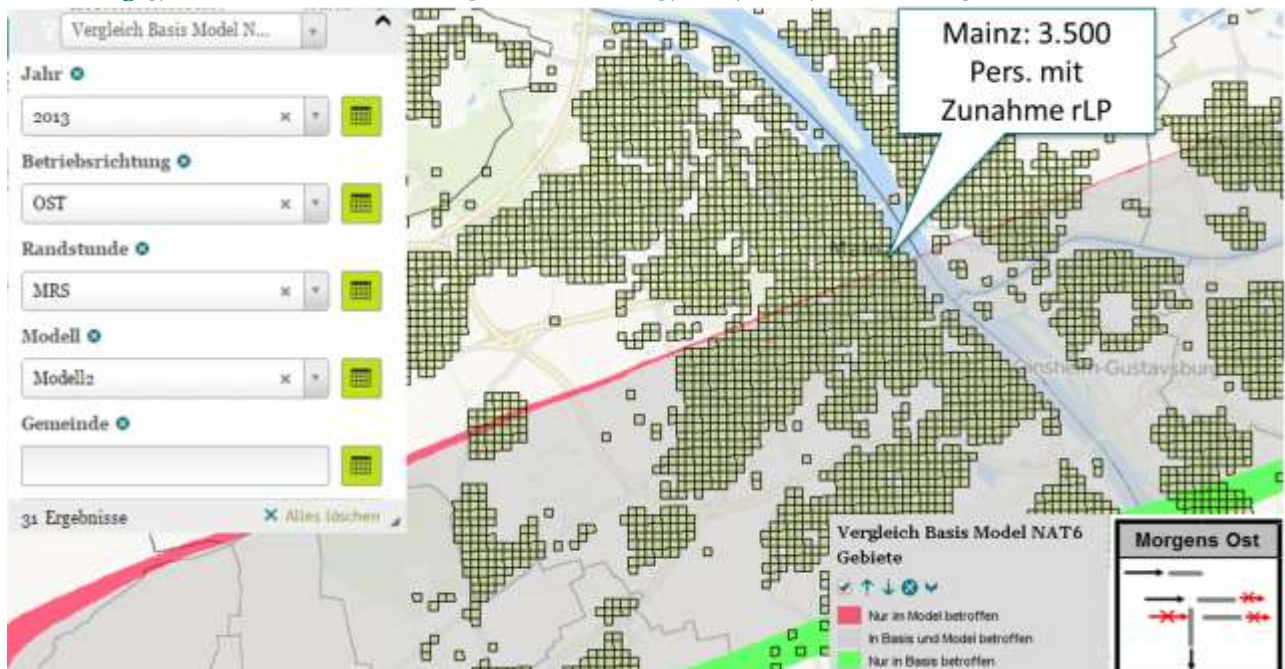 Vergleich Basis Model N...
Jahr
2013
Betriebsrichtung
OST
Randstunde
MRS
Modell
Modell2
Gemeinde
31 Ergebnisse
Alles löschen
Mainz: 3.500
Pers. mit
Zunahme rLP
Vergleich Basis Model NAT6
Gebiete
Nur im Model betroffen
In Basis und Model betroffen
Nur in Basis betroffen
Morgens Ost